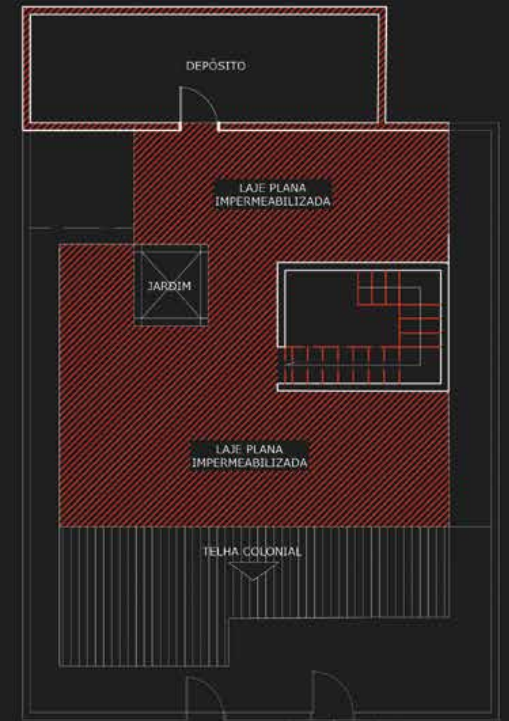 DEPÓSITO
LAJE PLANA
IMPERMEABILIZADA
JARDIM
LAJE PLANA
IMPERMEABILIZADA
TELHA COLONIAL